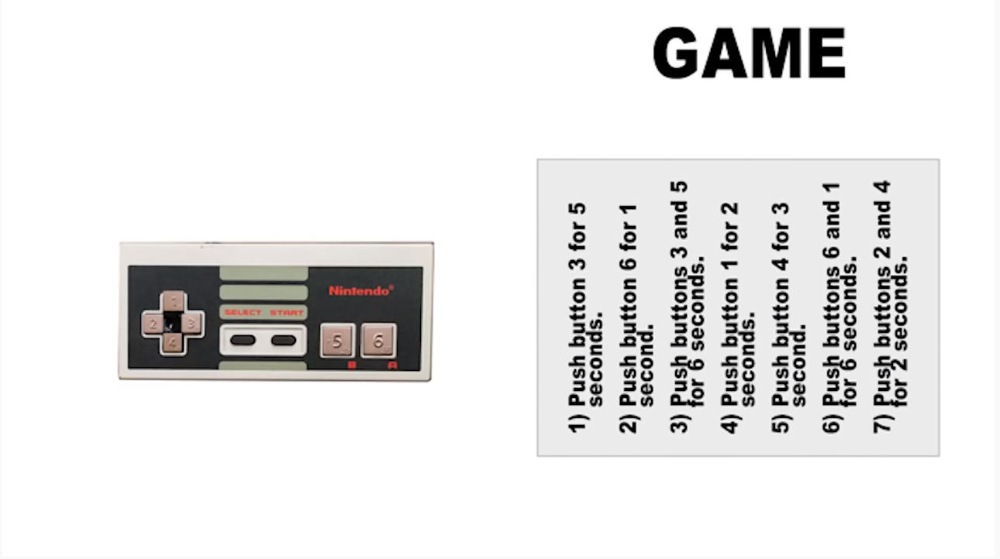 GAME
1) Push button 3 for 5
seconds.
2) Push button 6 for 1
second.
3) Push buttons 3 and 5
for 6 seconds.
4) Push button 1 for 2
seconds.
5) Push button 4 for 3
second.
6) Push buttons 6 and 1
for 6 seconds.
7) Push buttons 2 and 4
for 2 seconds.
Nintendo®
SELECT START
1
2 3
4
5 6
B A